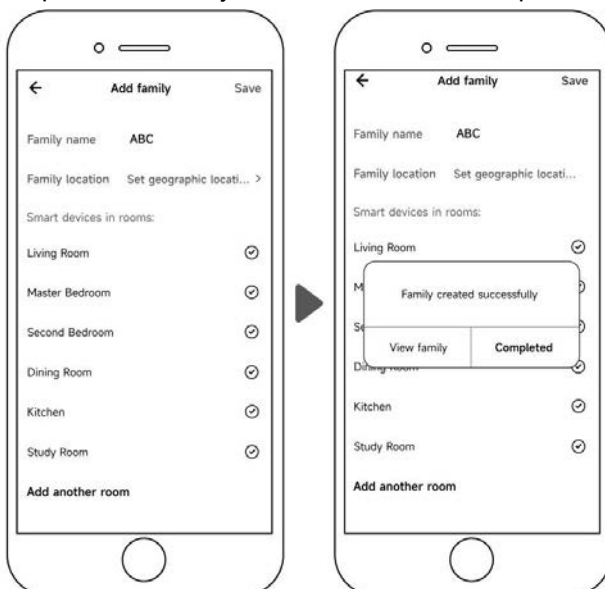 Add family Save
Family name ABC
Family location Set geographic locati... >
Smart devices in rooms:
Living Room
Master Bedroom
Second Bedroom
Dining Room
Kitchen
Study Room
Add another room
Add family Save
Family name ABC
Family location Set geographic locati...
Smart devices in rooms:
Living Room
Family created successfully
View family Completed
Kitchen
Study Room
Add another room